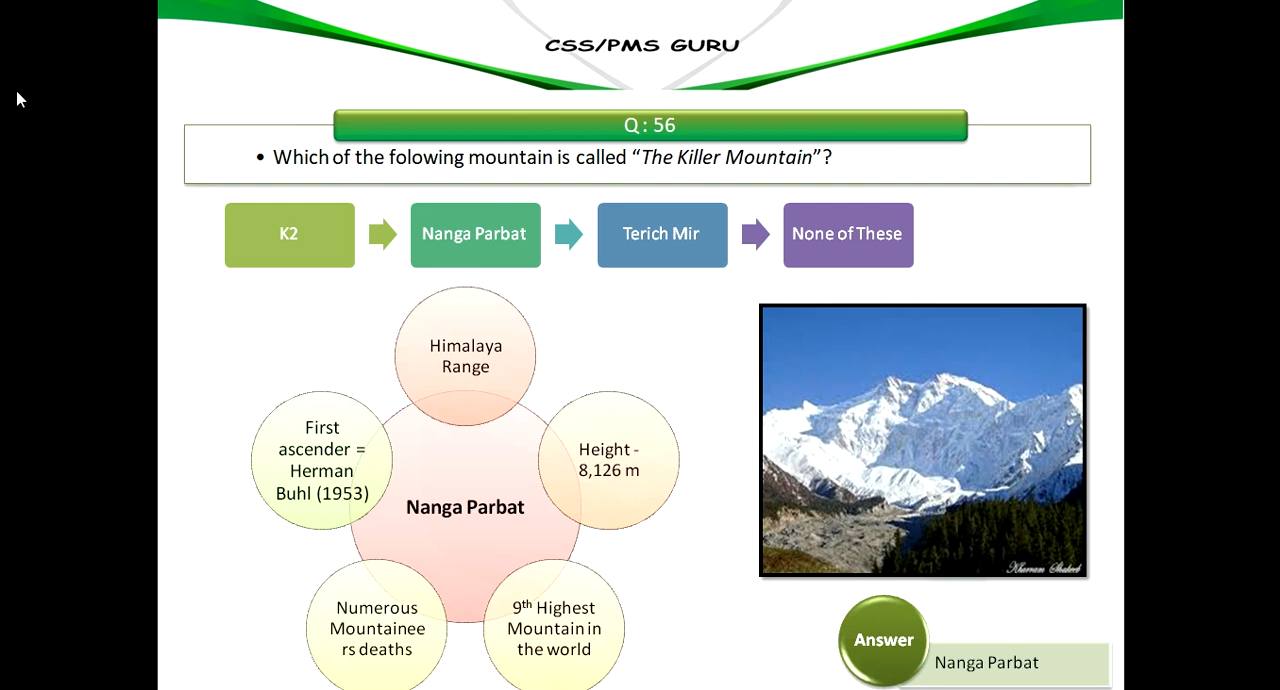 CSS/PMS GURU
Q : 56
• Which of the folowing mountain is called “The Killer Mountain”?
K2
Nanga Parbat
Terich Mir
None of These
Himalaya
Range
First
ascender =
Herman
Buhl (1953)
Height -
8,126 m
Nanga Parbat
Numerous
Mountainee
rs deaths
9th Highest
Mountain in
the world
Khurram Shakeel
Answer
Nanga Parbat